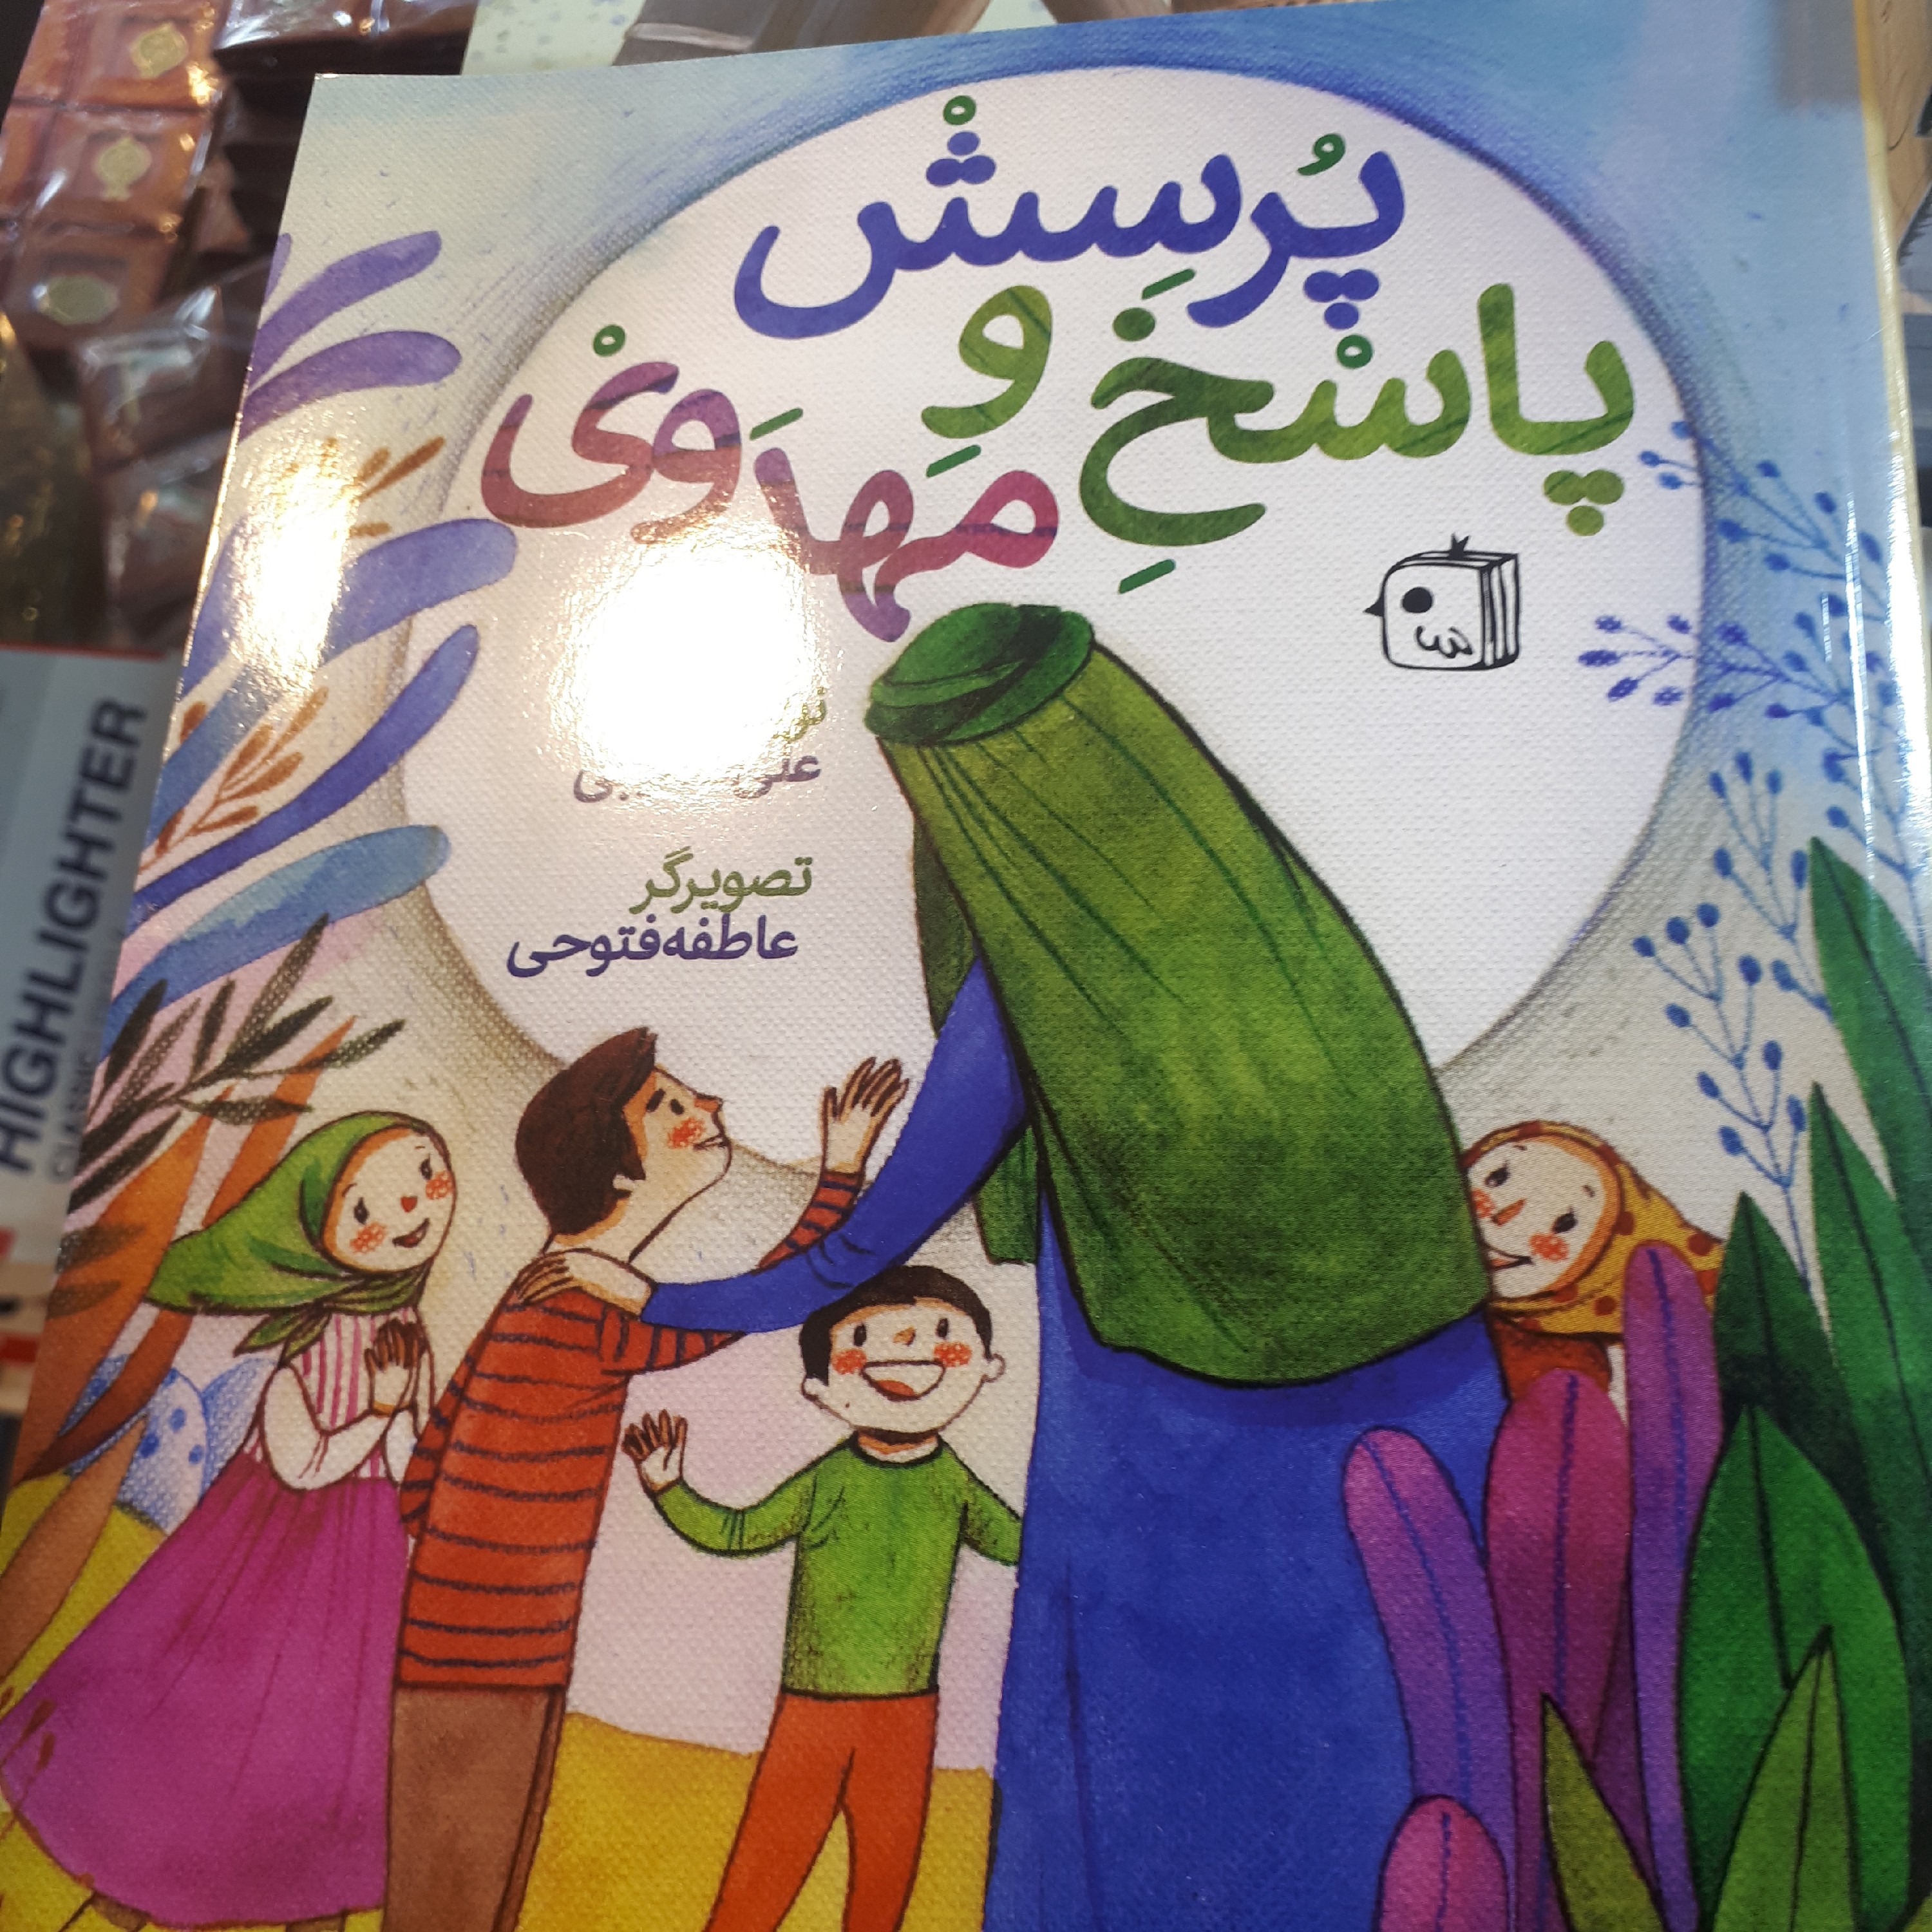 پُرسِشْ
پاسْخِ وَ
مَهدَویْ
تصویرگر
عاطفه‌فتوحی
HIGHLIGHTER